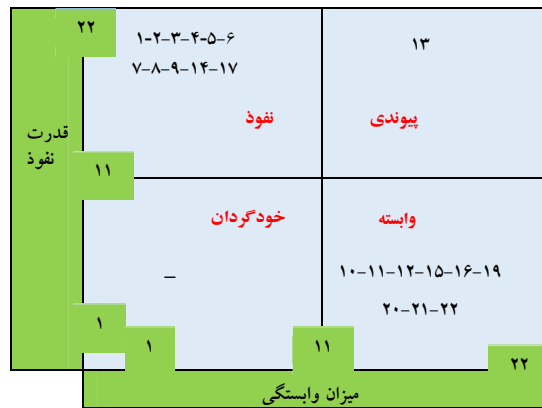 ۲۲
۱-۲-۳-۴-۵-۶
۷-۸-۹-۱۴-۱۷
۱۳
قدرت
نفوذ
نفوذ
پیوندی
۱۱
خودگردان
وابسته
_
۱۰-۱۱-۱۲-۱۵-۱۶-۱۹
۲۰-۲۱-۲۲
۱
۱
۱۱
۲۲
میزان وابستگی